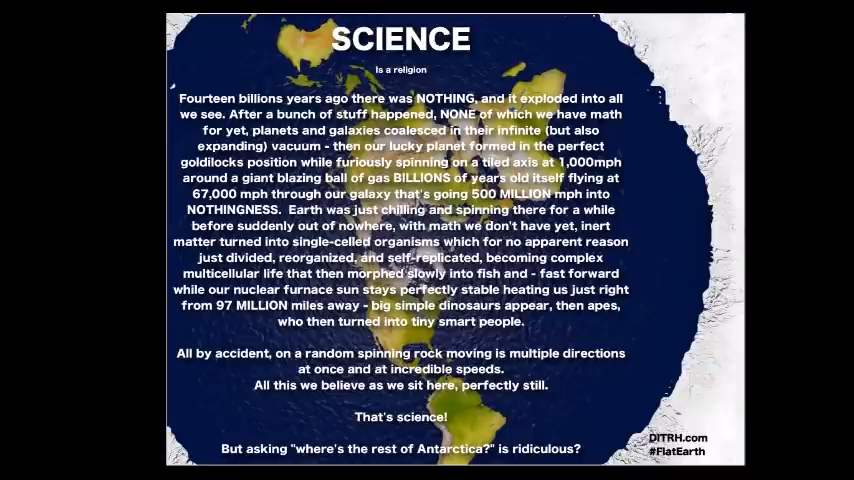 SCIENCE
Is a religion
Fourteen billions years ago there was NOTHING, and it exploded into all
we see. After a bunch of stuff happened, NONE of which we have math
for yet, planets and galaxies coalesced in their infinite (but also
expanding) vacuum - then our lucky planet formed in the perfect
goldilocks position while furiously spinning on a tiled axis at 1,000mph
around a giant blazing ball of gas BILLIONS of years old itself flying at
67,000 mph through our galaxy that's going 500 MILLION mph into
NOTHINGNESS. Earth was just chilling and spinning there for a while
before suddenly out of nowhere, with math we don't have yet, inert
matter turned into single-celled organisms which for no apparent reason
just divided, reorganized, and self-replicated, becoming complex
multicellular life that then morphed slowly into fish and - fast forward
while our nuclear furnace sun stays perfectly stable heating us just right
from 97 MILLION miles away - big simple dinosaurs appear, then apes,
who then turned into tiny smart people.
All by accident, on a random spinning rock moving is multiple directions
at once and at incredible speeds.
All this we believe as we sit here, perfectly still.
That's science!
But asking "where's the rest of Antarctica?" is ridiculous?
DITRH.com
#FlatEarth